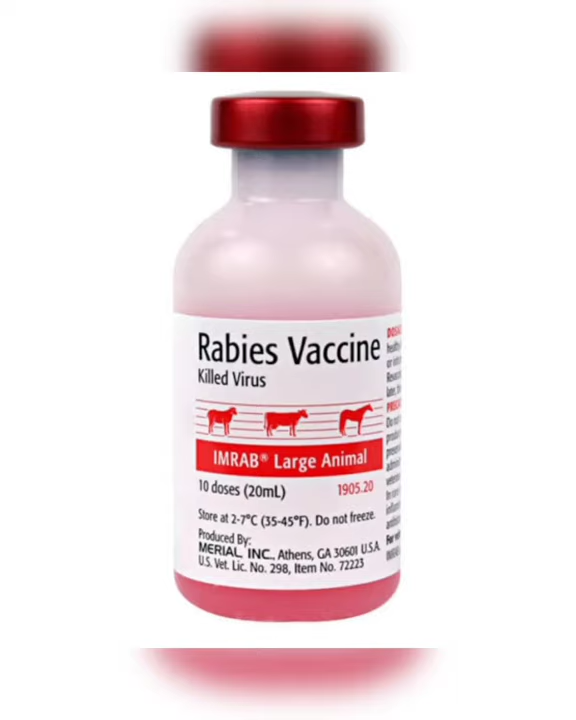 Rabies Vaccine
Killed Virus
IMRAB® Large Animal
10 doses (20mL) 1905.20
Store at 2-7°C (35-45°F). Do not freeze.
Produced By:
MERIAL, INC., Athens, GA 30601 U.S.A.
U.S. Vet. Lic. No. 298, Item No. 72223